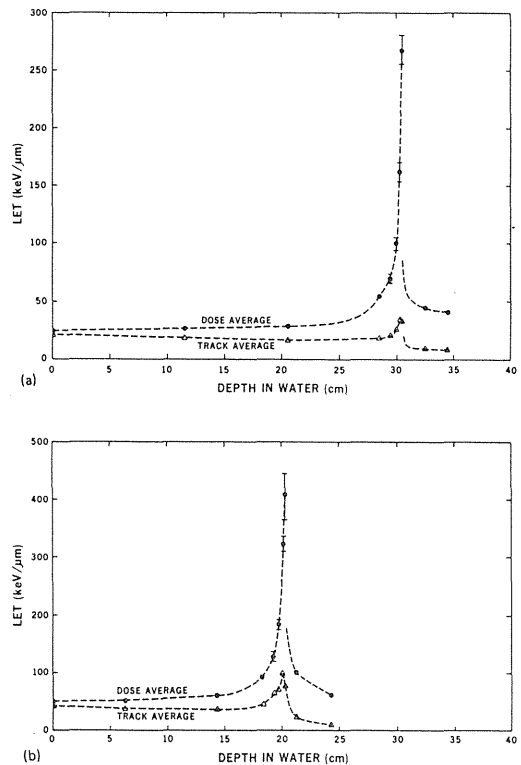 300
250
200
150
100
50
0
LET (keV/μm)
DOSE AVERAGE
TRACK AVERAGE
0 5 10 15 20 25 30 35 40
(a)
DEPTH IN WATER (cm)
500
400
300
200
100
0
LET (keV/μm)
DOSE AVERAGE
TRACK AVERAGE
0 5 10 15 20 25 30 35 40
(b)
DEPTH IN WATER (cm)